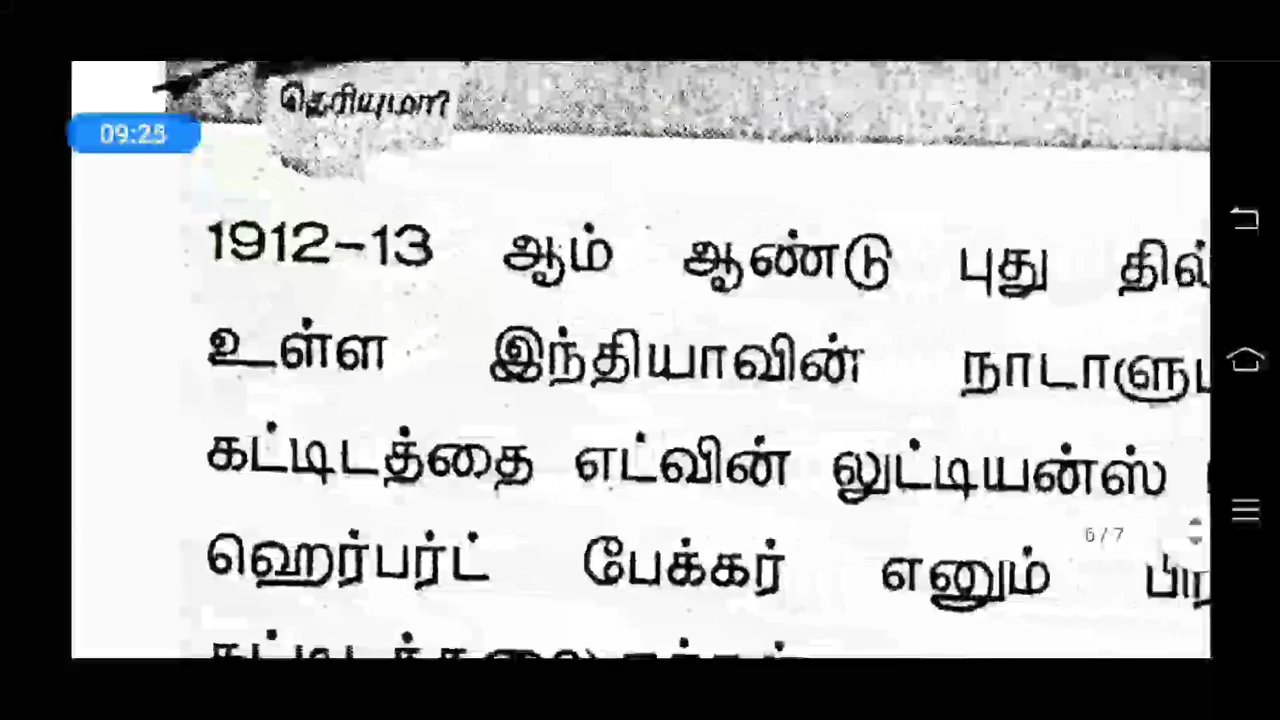 தெரியுமா?
09:25
1912-13 ஆம் ஆண்டு புது
உள்ள இந்தியாவின்
கட்டிடத்தை எட்வின் லுட்டியன்ஸ்
ஹெர்பர்ட் பேக்கர் எனும்
6/7